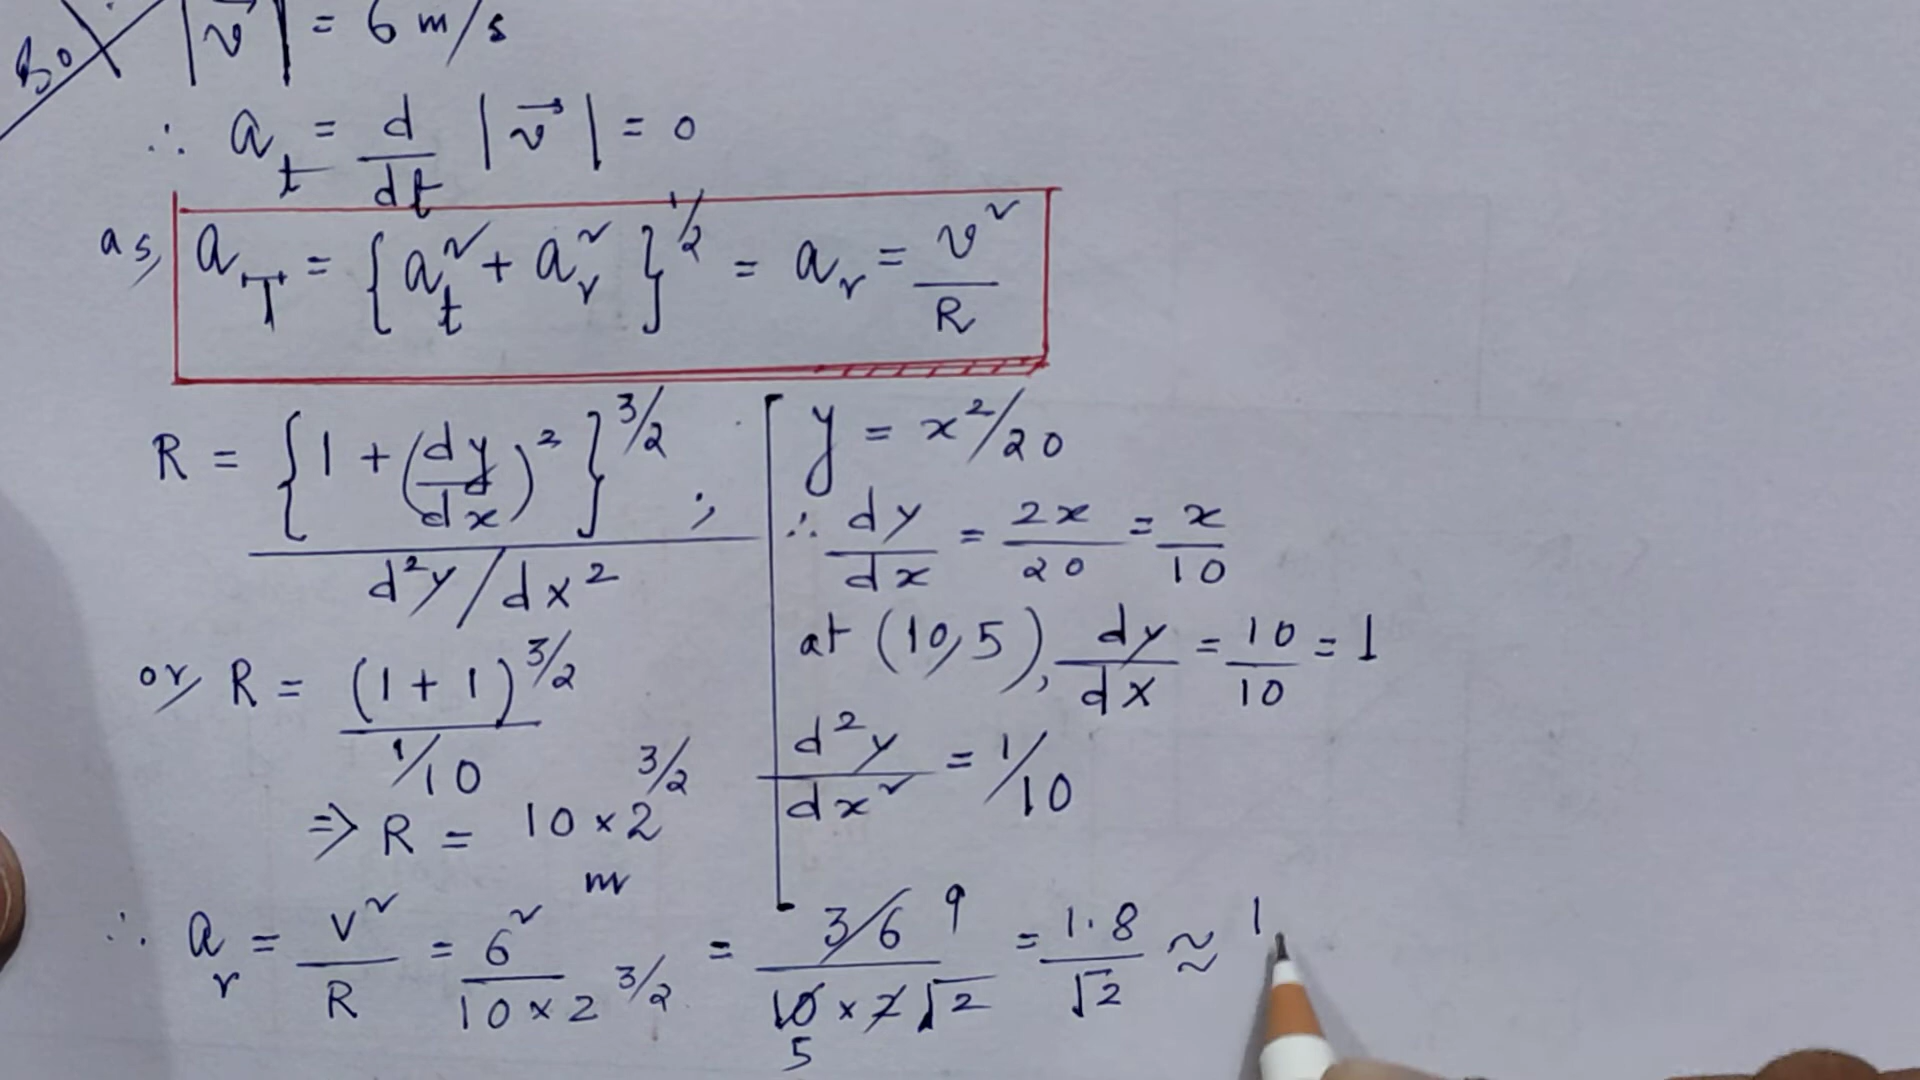 So |v⃗| = 6 m/s
∴ a_t = d/dt |v⃗| = 0
as, a_T = {a_t² + a_r²}^1/2 = a_r = v²/R
R = {1 + (dy/dx)²}^3/2 / d²y/dx² ;
or, R = (1+1)^3/2 / 1/10
⇒ R = 10 × 2^3/2 m
y = x²/20
∴ dy/dx = 2x/20 = x/10
at (10,5), dy/dx = 10/10 = 1
d²y/dx² = 1/10
∴ a_r = v²/R = 6²/10 × 2^3/2 = 36 9/10 × 2√2 5 = 1.8/√2 ≈ 1.